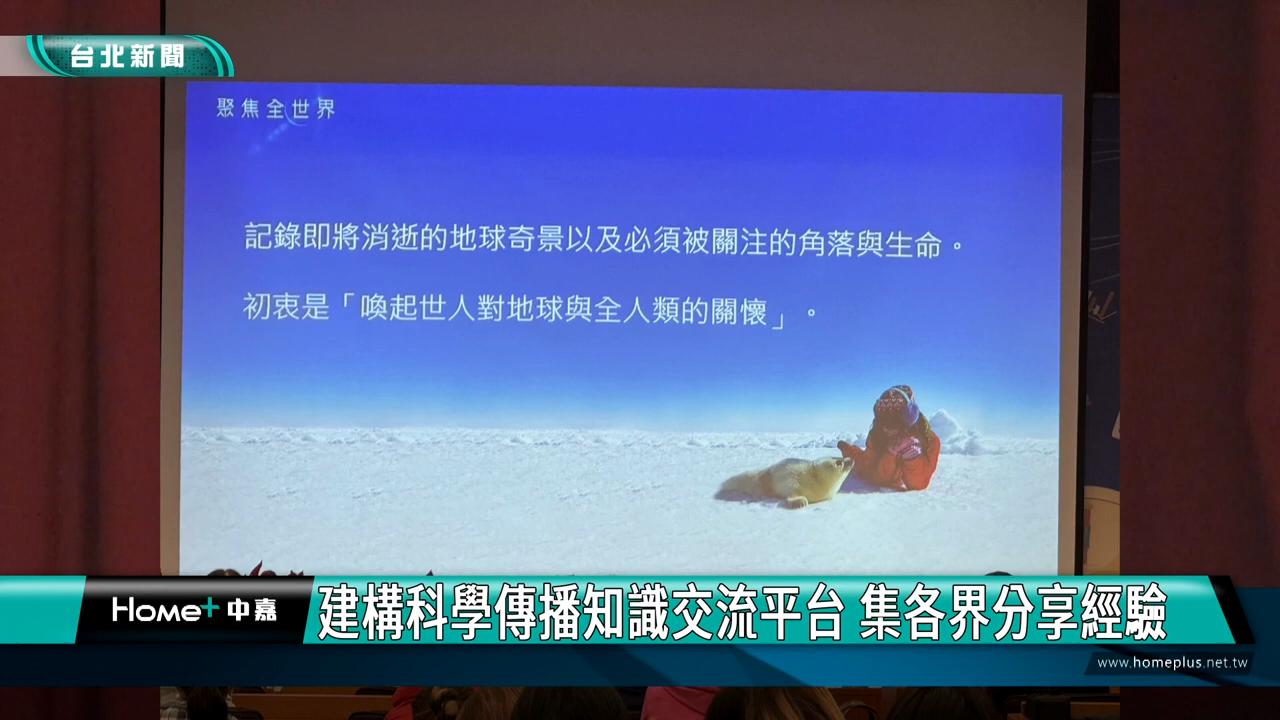 台北新聞
聚焦全世界
記錄即將消逝的地球奇景以及必須被關注的角落與生命。
初衷是「喚起世人對地球與全人類的關懷」。
Home+ 中嘉
建構科學傳播知識交流平台 集各界分享經驗
www.homeplus.net.tw